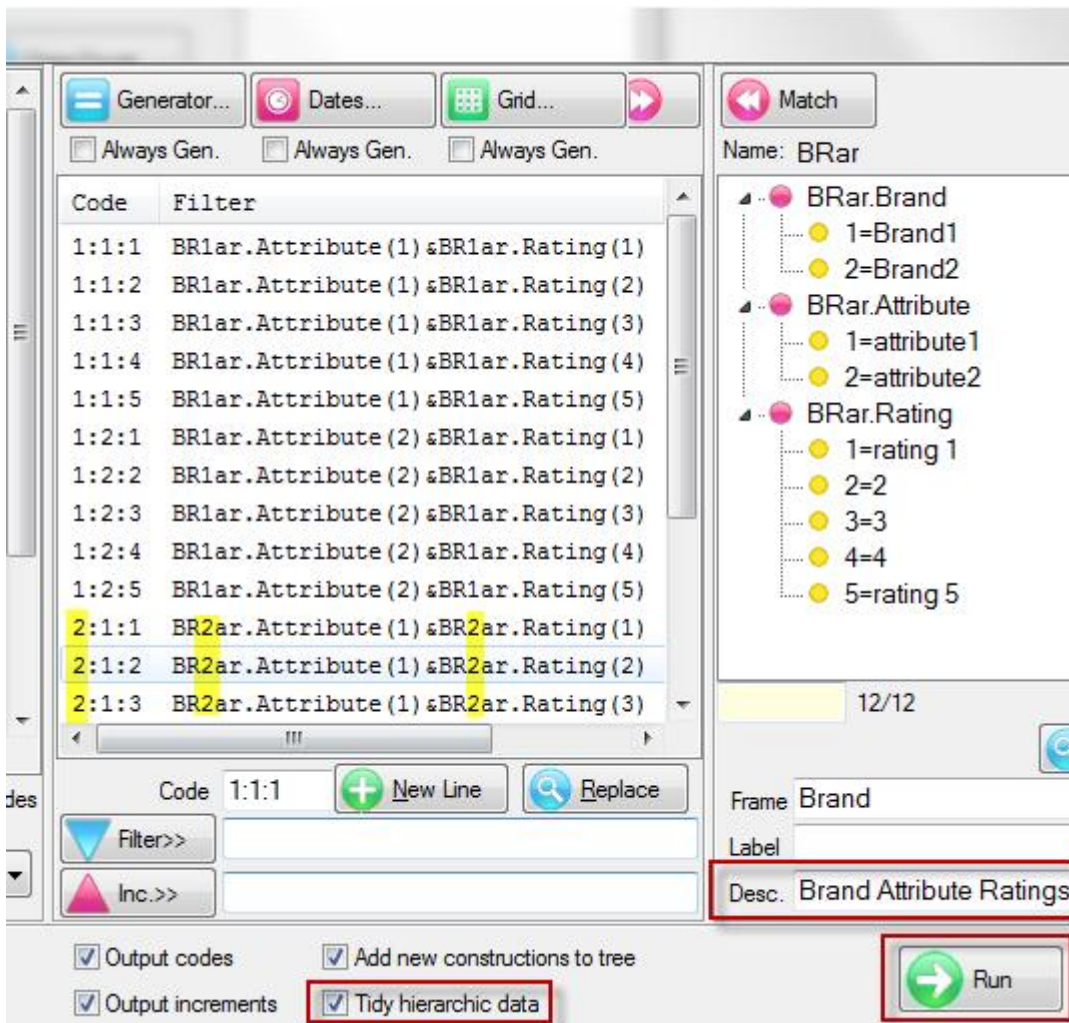 Generator... Dates... Grid... Match
Always Gen. Always Gen. Always Gen. Name: BRar
Code Filter
1:1:1 BR1ar.Attribute(1)&BR1ar.Rating(1)
1:1:2 BR1ar.Attribute(1)&BR1ar.Rating(2)
1:1:3 BR1ar.Attribute(1)&BR1ar.Rating(3)
1:1:4 BR1ar.Attribute(1)&BR1ar.Rating(4)
1:1:5 BR1ar.Attribute(1)&BR1ar.Rating(5)
1:2:1 BR1ar.Attribute(2)&BR1ar.Rating(1)
1:2:2 BR1ar.Attribute(2)&BR1ar.Rating(2)
1:2:3 BR1ar.Attribute(2)&BR1ar.Rating(3)
1:2:4 BR1ar.Attribute(2)&BR1ar.Rating(4)
1:2:5 BR1ar.Attribute(2)&BR1ar.Rating(5)
2:1:1 BR2ar.Attribute(1)&BR2ar.Rating(1)
2:1:2 BR2ar.Attribute(1)&BR2ar.Rating(2)
2:1:3 BR2ar.Attribute(1)&BR2ar.Rating(3)
BRar.Brand
1=Brand1
2=Brand2
BRar.Attribute
1=attribute1
2=attribute2
BRar.Rating
1=rating 1
2=2
3=3
4=4
5=rating 5
12/12
des
Code 1:1:1 New Line Replace
Filter>>
Inc.>>
Frame Brand
Label
Desc. Brand Attribute Ratings
Output codes Add new constructions to tree
Output increments Tidy hierarchic data
Run